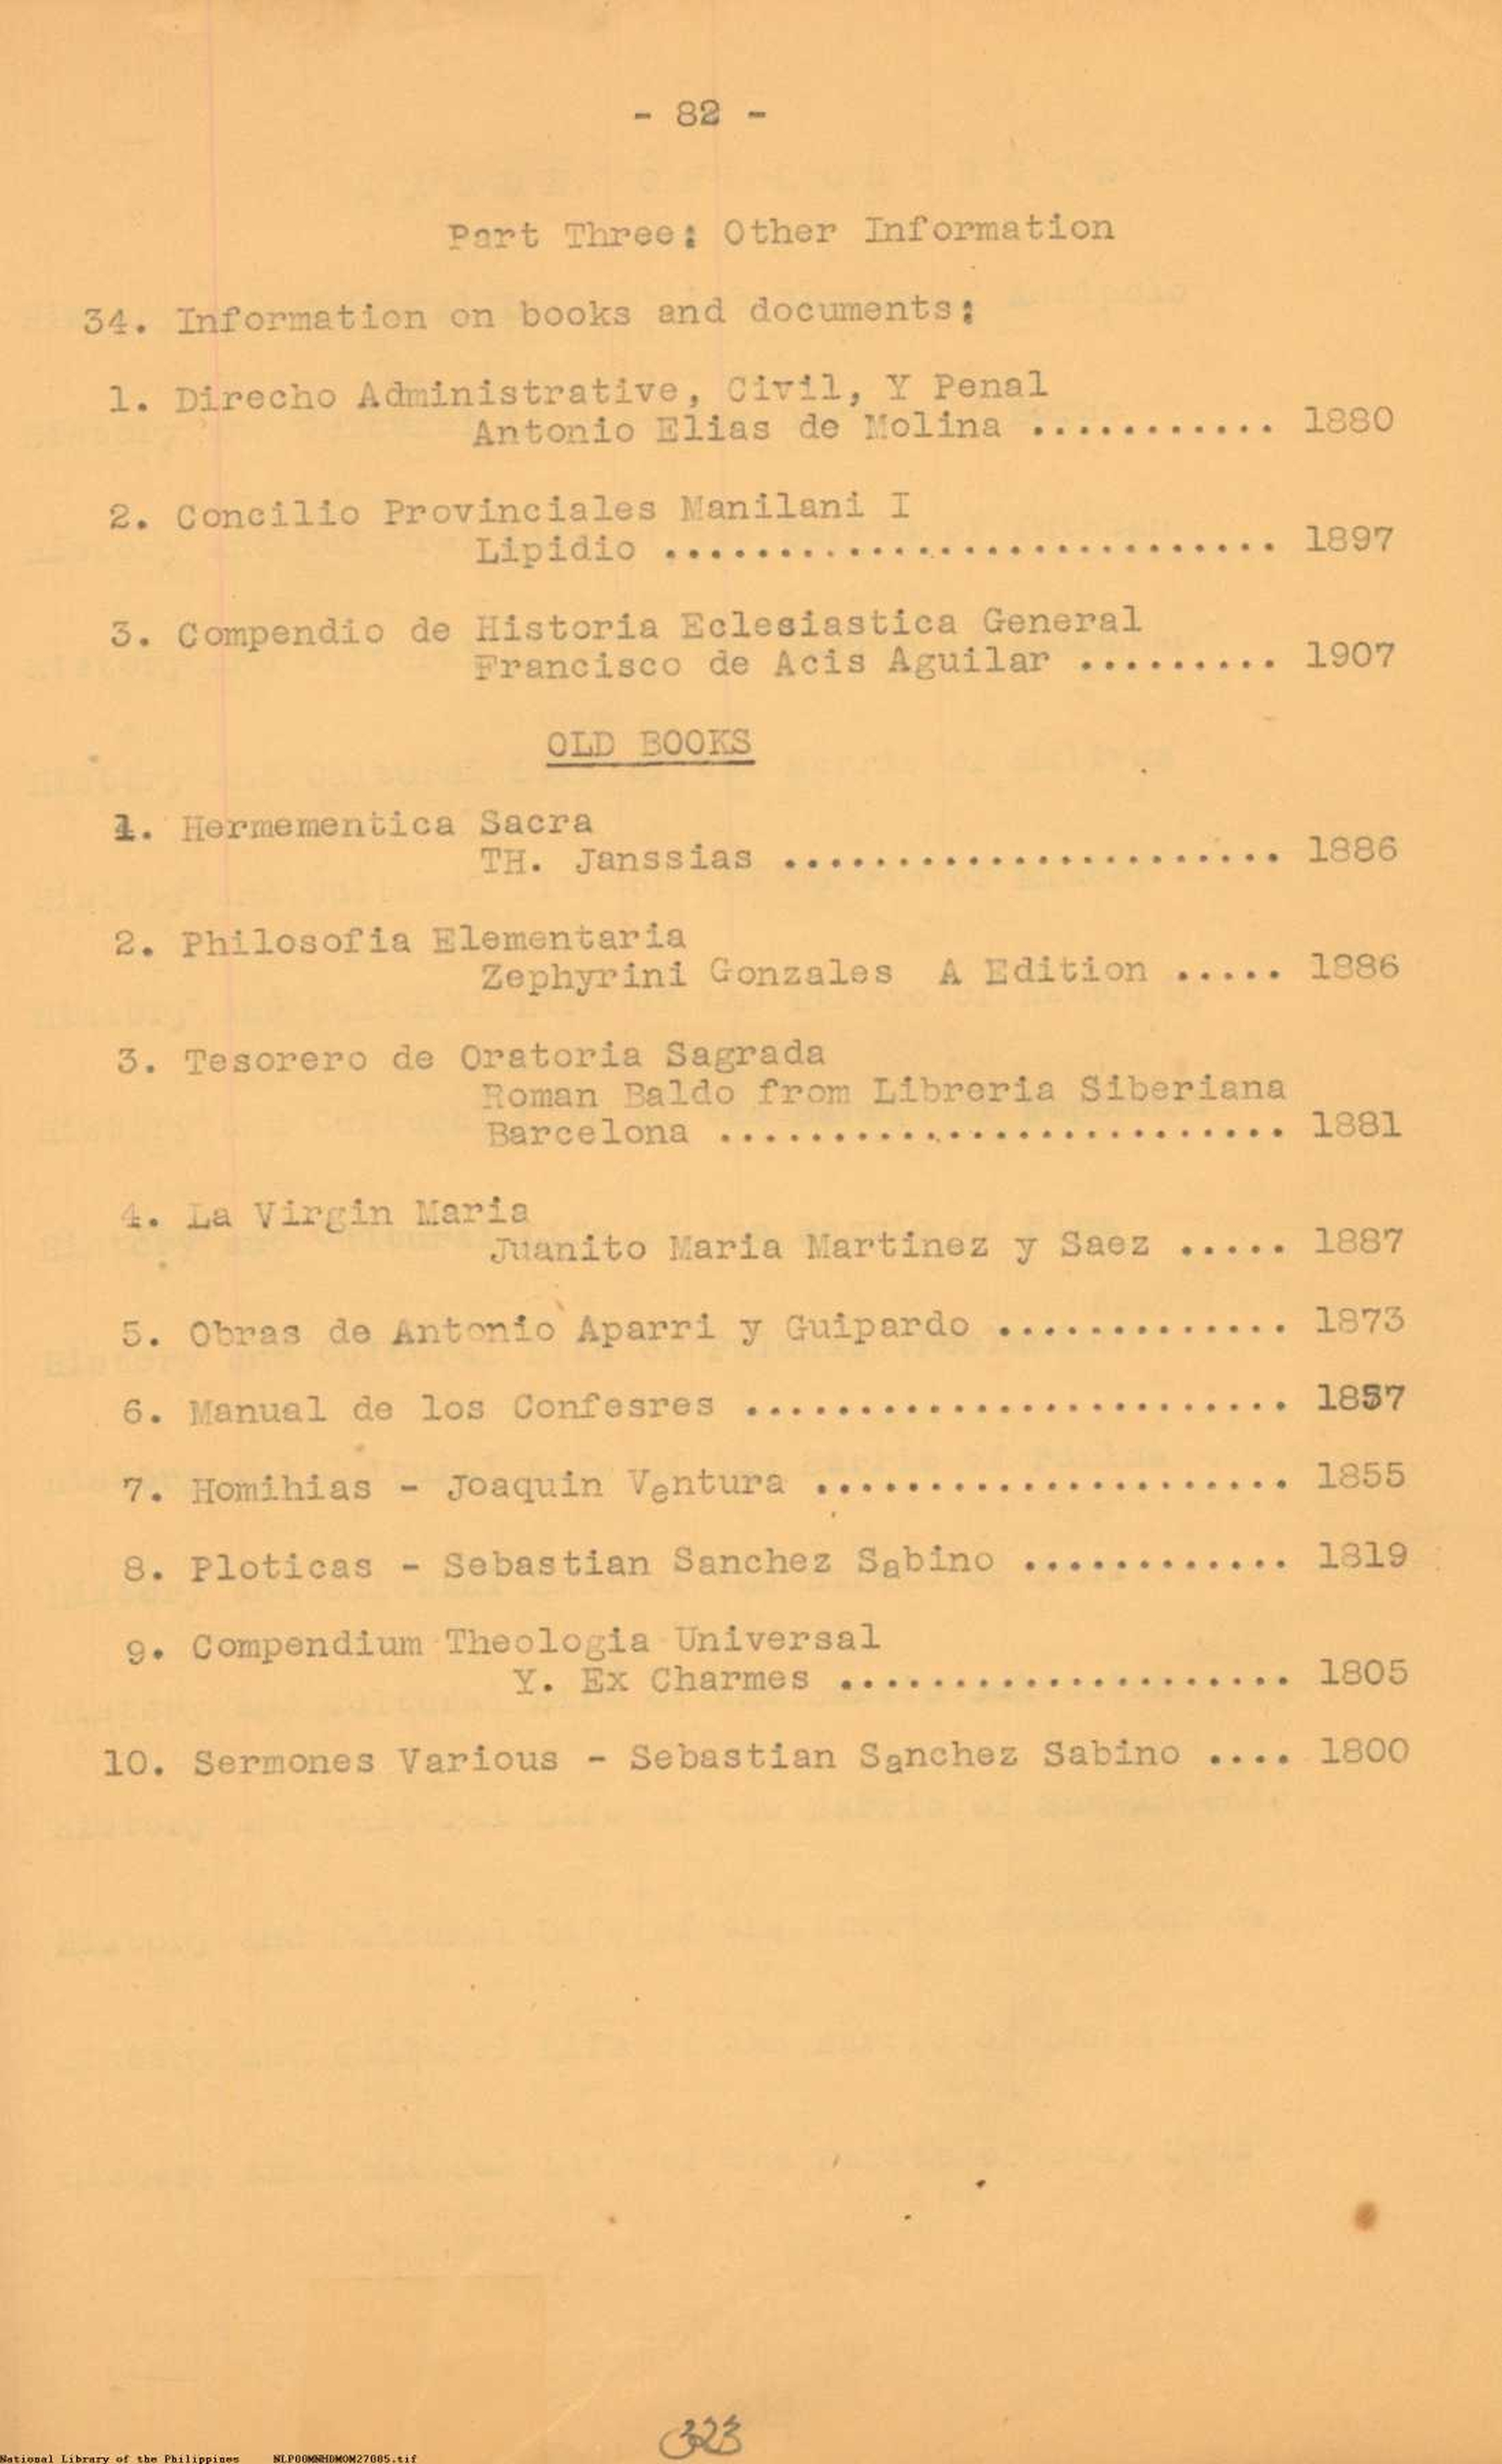 - 82 -
Part Three: Other Information
34. Information on books and documents:
1. Direcho Administrative, Civil, Y Penal
Antonio Elias de Molina ........... 1880
2. Concilio Provinciales Manilani I
Lipidio ........................... 1897
3. Compendio de Historia Eclesiastica General
Francisco de Acis Aguilar ......... 1907
OLD BOOKS
1. Hermementica Sacra
TH. Janssias ...................... 1886
2. Philosofia Elementaria
Zephyrini Gonzales A Edition ..... 1886
3. Tesorero de Oratoria Sagrada
Roman Baldo from Libreria Siberiana
Barcelona ......................... 1881
4. La Virgin Maria
Juanito Maria Martinez y Saez ..... 1887
5. Obras de Antonio Aparri y Guipardo ............. 1873
6. Manual de los Confesres ........................
7. Homihias - Joaquin Ventura ..................... 1855
8. Ploticas - Sebastian Sanchez Sabino ............ 1819
9. Compendium Theologia Universal
Y. Ex Charmes .................... 1805
10. Sermones Various - Sebastian Sanchez Sabino .... 1800
323
National Library of the Philippines NLPOOMNHDMOM27005.tif